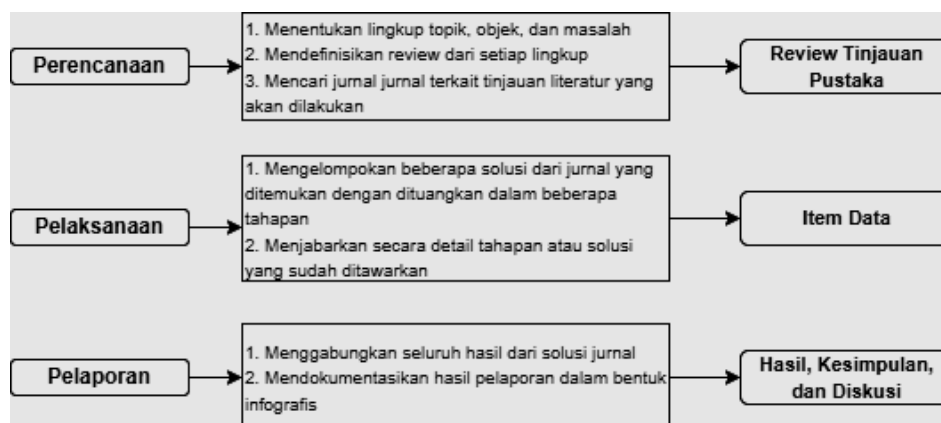 Perencanaan
1. Menentukan lingkup topik, objek, dan masalah
2. Mendefinisikan review dari setiap lingkup
3. Mencari jurnal jurnal terkait tinjauan literatur yang
akan dilakukan
Review Tinjauan
Pustaka
Pelaksanaan
1. Mengelompokan beberapa solusi dari jurnal yang
ditemukan dengan dituangkan dalam beberapa
tahapan
2. Menjabarkan secara detail tahapan atau solusi
yang sudah ditawarkan
Item Data
Pelaporan
1. Menggabungkan seluruh hasil dari solusi jurnal
2. Mendokumentasikan hasil pelaporan dalam bentuk
infografis
Hasil, Kesimpulan,
dan Diskusi